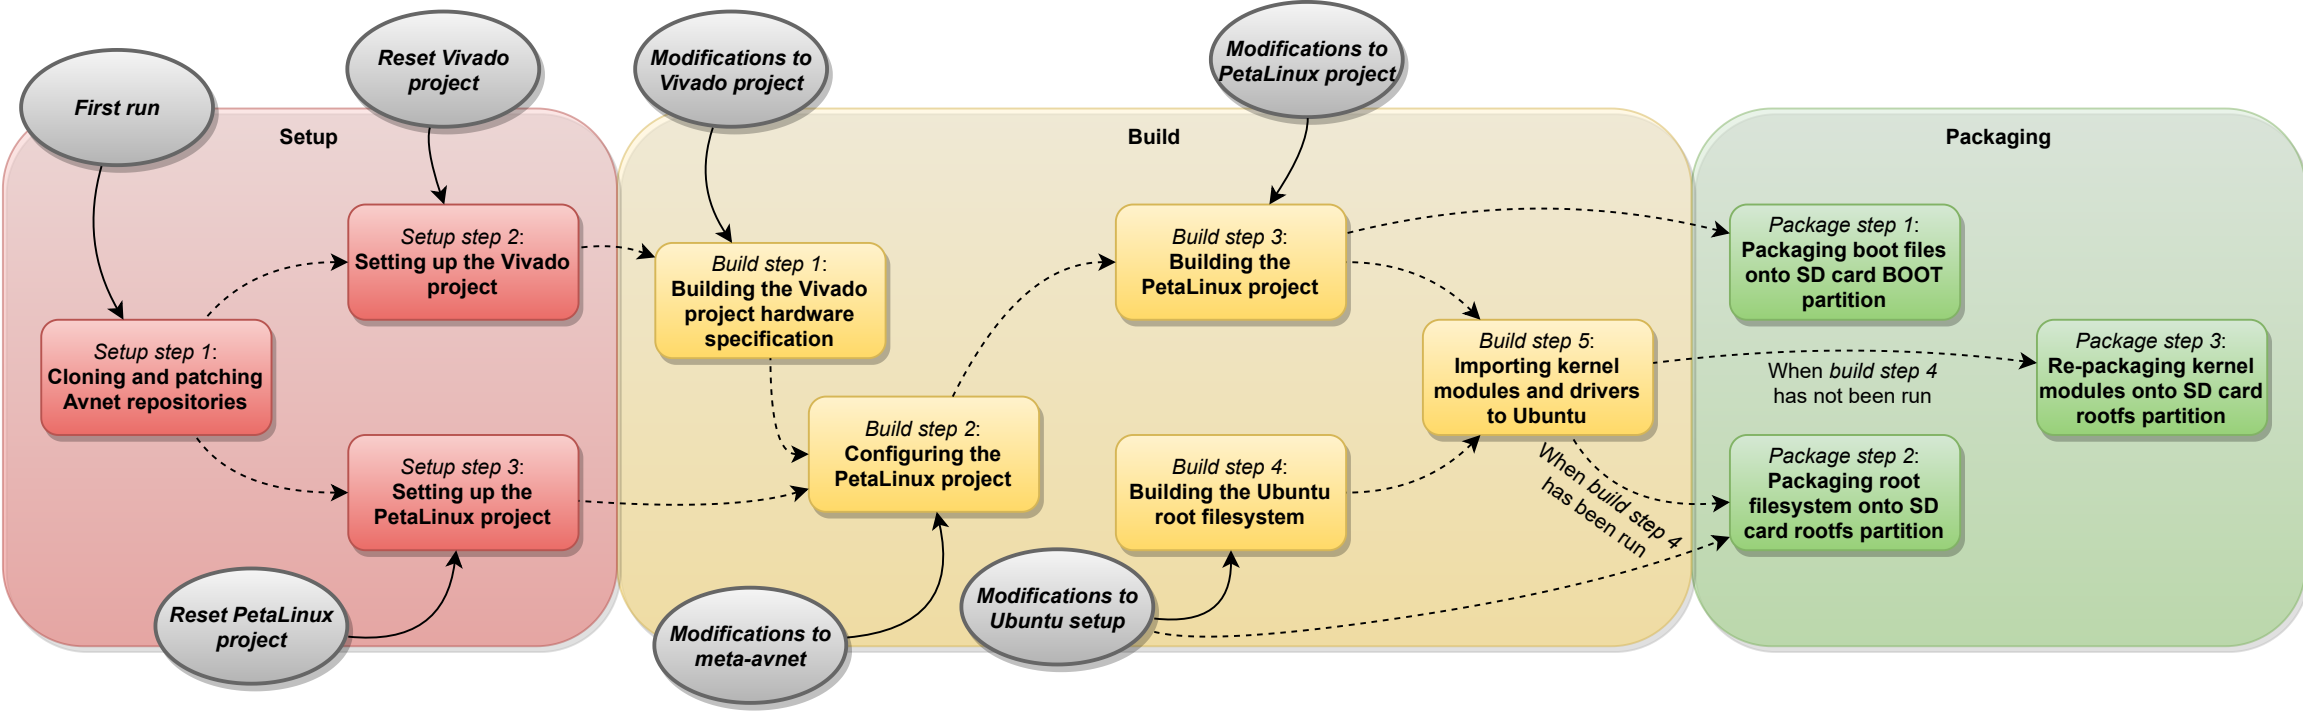 First run
Reset Vivado
project
Modifications to
Vivado project
Modifications to
PetaLinux project
Setup
Build
Packaging
Setup step 1:
Cloning and patching
Avnet repositories
Setup step 2:
Setting up the Vivado
project
Setup step 3:
Setting up the
PetaLinux project
Reset PetaLinux
project
Build step 1:
Building the Vivado
project hardware
specification
Build step 2:
Configuring the
PetaLinux project
Modifications to
meta-avnet
Build step 3:
Building the
PetaLinux project
Build step 4:
Building the Ubuntu
root filesystem
Modifications to
Ubuntu setup
Build step 5:
Importing kernel
modules and drivers
to Ubuntu
When build step 4
has not been run
When build step 4
has been run
Package step 1:
Packaging boot files
onto SD card BOOT
partition
Package step 2:
Packaging root
filesystem onto SD
card rootfs partition
Package step 3:
Re-packaging kernel
modules onto SD card
rootfs partition